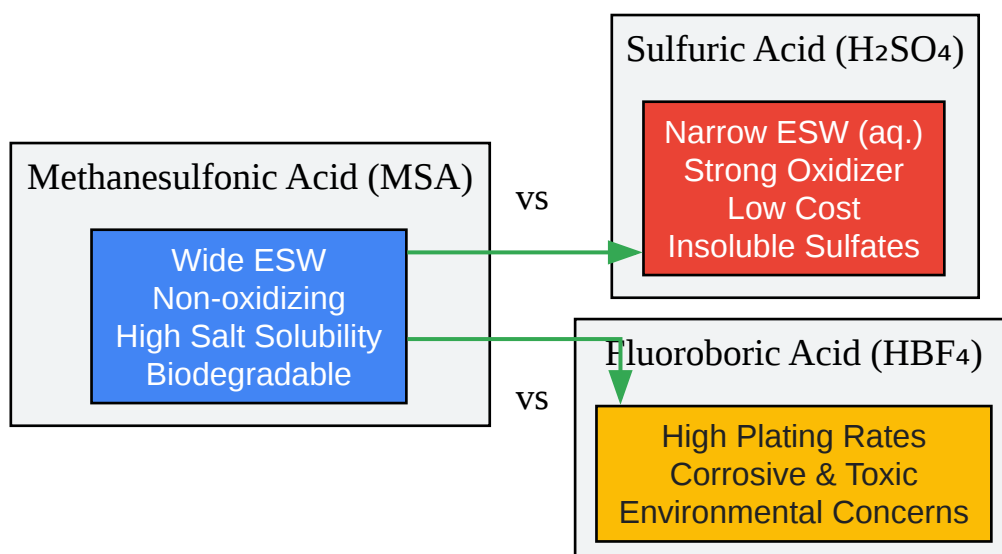 Methanesulfonic Acid (MSA)
Wide ESW
Non-oxidizing
High Salt Solubility
Biodegradable
vs
Sulfuric Acid (H₂SO₄)
Narrow ESW (aq.)
Strong Oxidizer
Low Cost
Insoluble Sulfates
vs
Fluoroboric Acid (HBF₄)
High Plating Rates
Corrosive & Toxic
Environmental Concerns